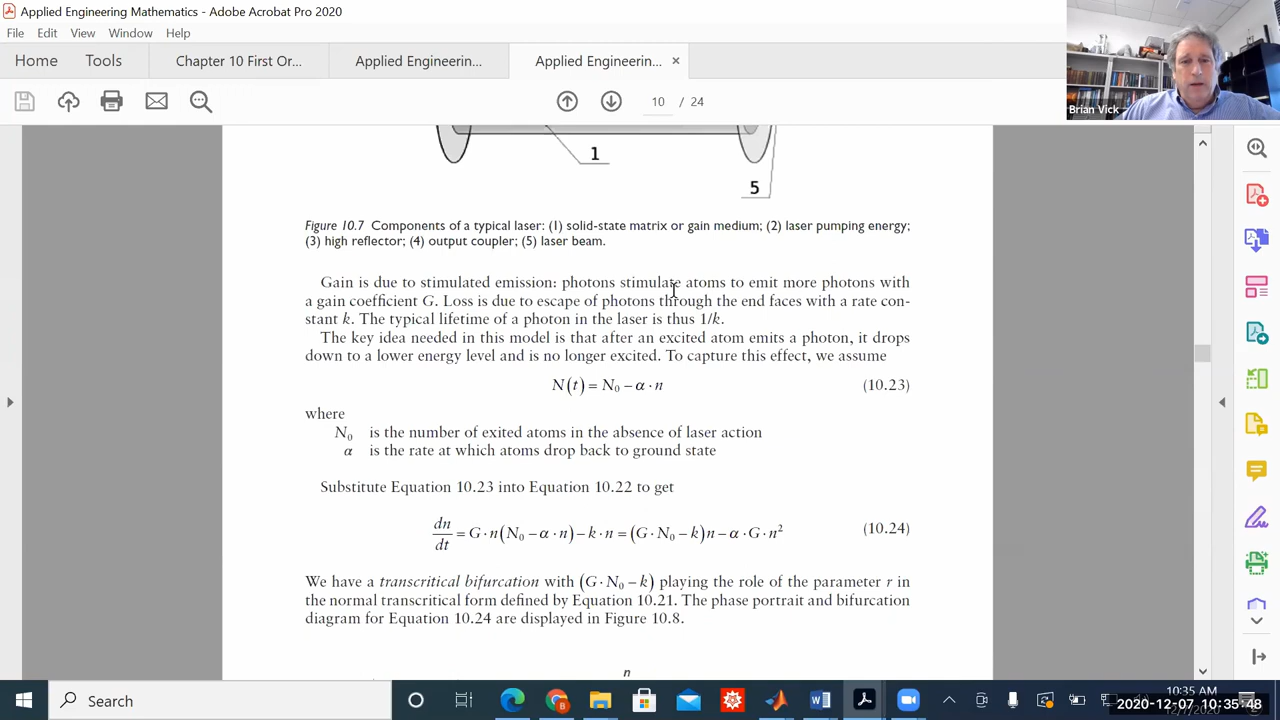 Applied Engineering Mathematics - Adobe Acrobat Pro 2020
File Edit View Window Help
Home Tools Chapter 10 First Or... Applied Engineerin... Applied Engineerin... ×
10 / 24
Brian Vick
1
5
Figure 10.7 Components of a typical laser: (1) solid-state matrix or gain medium; (2) laser pumping energy;
(3) high reflector; (4) output coupler; (5) laser beam.
Gain is due to stimulated emission: photons stimulate atoms to emit more photons with
a gain coefficient G. Loss is due to escape of photons through the end faces with a rate con-
stant k. The typical lifetime of a photon in the laser is thus 1/k.
The key idea needed in this model is that after an excited atom emits a photon, it drops
down to a lower energy level and is no longer excited. To capture this effect, we assume
N(t) = N₀ − α · n (10.23)
where
N₀ is the number of exited atoms in the absence of laser action
α is the rate at which atoms drop back to ground state
Substitute Equation 10.23 into Equation 10.22 to get
dn/dt = G · n(N₀ − α · n) − k · n = (G · N₀ − k)n − α · G · n² (10.24)
We have a transcritical bifurcation with (G · N₀ − k) playing the role of the parameter r in
the normal transcritical form defined by Equation 10.21. The phase portrait and bifurcation
diagram for Equation 10.24 are displayed in Figure 10.8.
n
Search
10:35 AM
2020-12-07 10:35:48